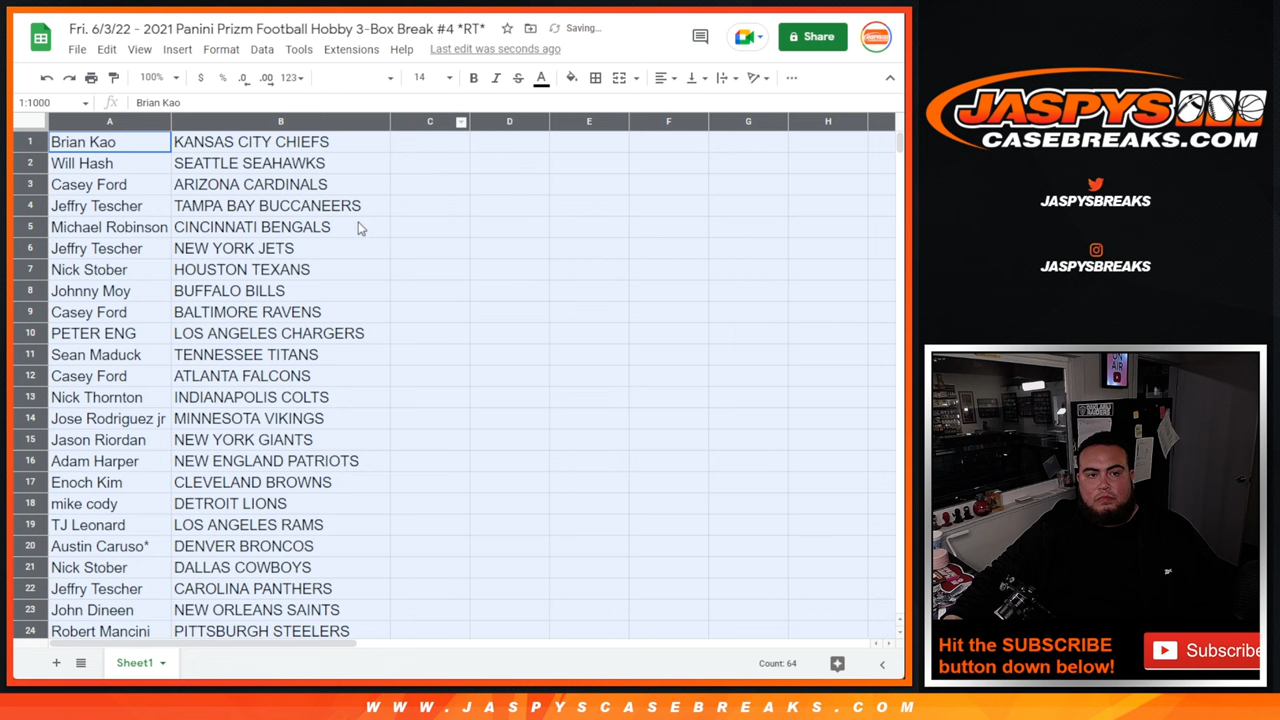 Fri. 6/3/22 - 2021 Panini Prizm Football Hobby 3-Box Break #4 *RT*
Saving...
File Edit View Insert Format Data Tools Extensions Help Last edit was seconds ago
Share
100% $ % .0 .00 123 14 B I S A
1:1000 fx Brian Kao
A B C D E F G H
1 Brian Kao KANSAS CITY CHIEFS
2 Will Hash SEATTLE SEAHAWKS
3 Casey Ford ARIZONA CARDINALS
4 Jeffry Tescher TAMPA BAY BUCCANEERS
5 Michael Robinson CINCINNATI BENGALS
6 Jeffry Tescher NEW YORK JETS
7 Nick Stober HOUSTON TEXANS
8 Johnny Moy BUFFALO BILLS
9 Casey Ford BALTIMORE RAVENS
10 PETER ENG LOS ANGELES CHARGERS
11 Sean Maduck TENNESSEE TITANS
12 Casey Ford ATLANTA FALCONS
13 Nick Thornton INDIANAPOLIS COLTS
14 Jose Rodriguez jr MINNESOTA VIKINGS
15 Jason Riordan NEW YORK GIANTS
16 Adam Harper NEW ENGLAND PATRIOTS
17 Enoch Kim CLEVELAND BROWNS
18 mike cody DETROIT LIONS
19 TJ Leonard LOS ANGELES RAMS
20 Austin Caruso* DENVER BRONCOS
21 Nick Stober DALLAS COWBOYS
22 Jeffry Tescher CAROLINA PANTHERS
23 John Dineen NEW ORLEANS SAINTS
24 Robert Mancini PITTSBURGH STEELERS
Sheet1
Count: 64
JASPYS
CASEBREAKS.COM
JASPYSBREAKS
JASPYSBREAKS
ON AIR
Hit the SUBSCRIBE
button down below!
Subscribe
WWW.JASPYSCASEBREAKS.COM